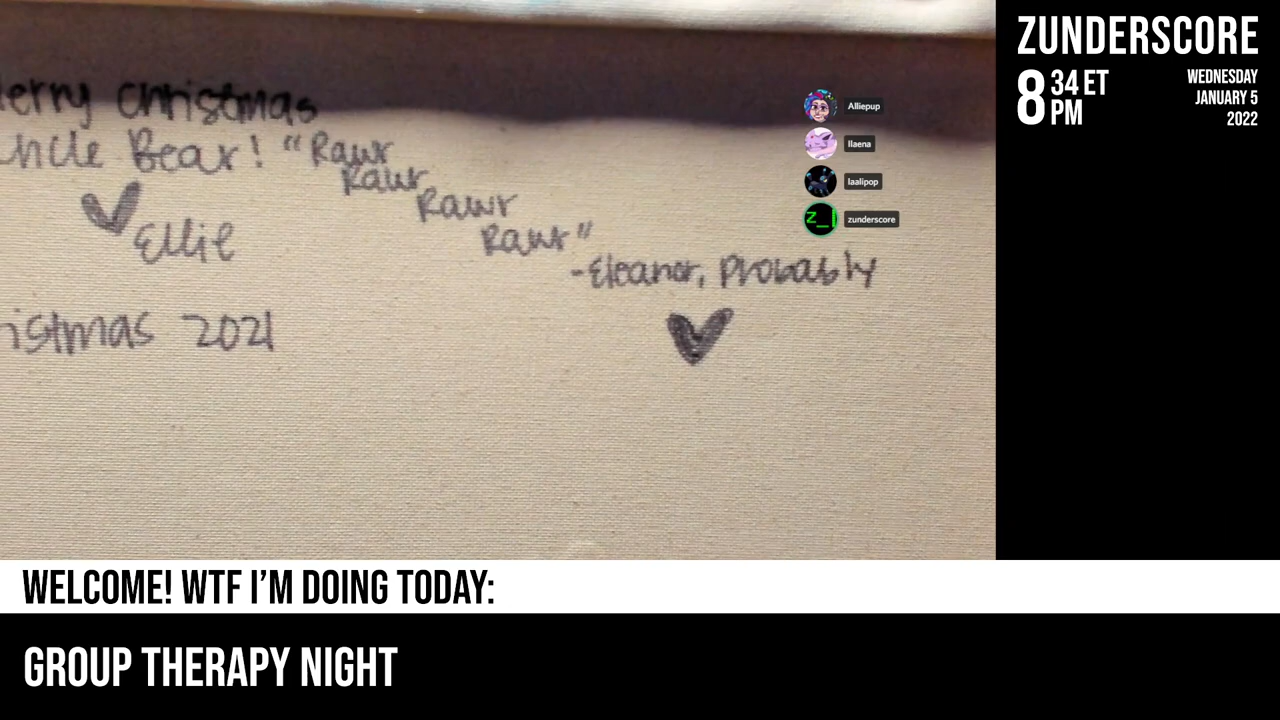 ZUNDERSCORE
8 34 ET
PM
WEDNESDAY
JANUARY 5
2022
erry Christmas
ncle Bear! "Rawr
Rawr
Rawr
Rawr"
Ellie
-Eleanor, Probably
istmas 2021
Alliepup
llaena
laalipop
z_
zunderscore
WELCOME! WTF I'M DOING TODAY:
GROUP THERAPY NIGHT